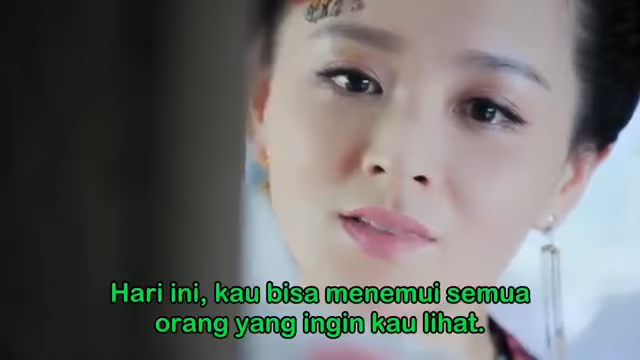 Hari ini, kau bisa menemui semua
orang yang ingin kau lihat.